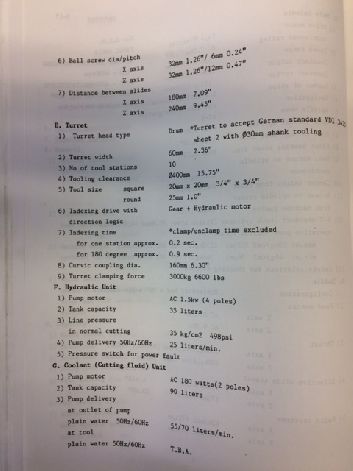 6) Ball screw dia/pitch
X axis 32mm 1.26"/ 6mm 0.24"
Z axis 32mm 1.26"/12mm 0.47"
7) Distance between slides
X axis 180mm 7.09"
Z axis 240mm 9.45"
E. Turret
1) Turret head type Drum *Turret to accept German standard VDI
sheet 2 with Ø30mm shank tooling
2) Turret width 60mm 2.36"
3) No of tool stations 10
4) Tooling clearance Ø400mm 15.75"
5) Tool size square 20mm x 20mm 3/4" x 3/4"
round 25mm 1.0"
6) Indexing drive with Gear + Hydraulic motor
direction logic
7) Indexing time *clamp/unclamp time excluded
for one station approx. 0.2 sec.
for 180 degree approx. 0.9 sec.
8) Curvic coupling dia. 160mm 6.30"
9) Turret clamping force 3000kg 6600 lbs
F. Hydraulic Unit
1) Pump motor AC 1.5kw (4 poles)
2) Tank capacity 35 liters
3) Line pressure
in normal cutting 35 kg/cm2 498psi
4) Pump delivery 50Hz/60Hz 25 liters/min.
5) Pressure switch for power fault
G. Coolant (Cutting fluid) Unit
1) Pump motor AC 180 watts(2 poles)
2) Tank capacity 90 liters
3) Pump delivery
at outlet of pump
plain water 50Hz/60Hz 55/70 liters/min.
at tool
plain water 50Hz/60Hz T.B.A.